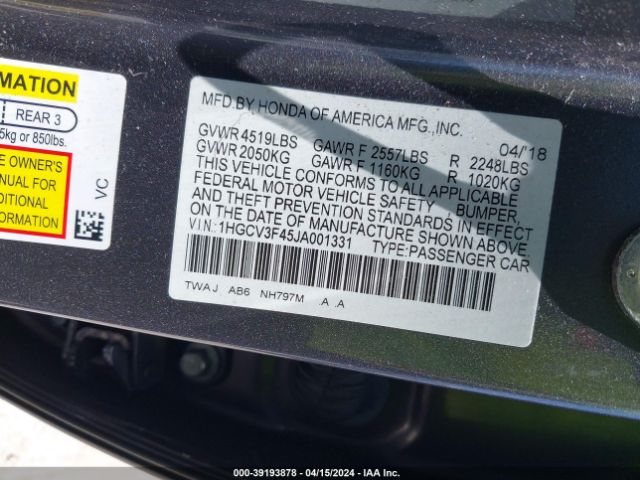 RMATION
REAR 3
5kg or 850lbs.
E OWNER'S
ANUAL FOR
DITIONAL
FORMATION
VC
MFD.BY HONDA OF AMERICA MFG.,INC.
04/'18
GVWR 4519LBS GAWR F 2557LBS R 2248LBS
GVWR 2050KG GAWR F 1160KG R 1020KG
THIS VEHICLE CONFORMS TO ALL APPLICABLE
FEDERAL MOTOR VEHICLE SAFETY BUMPER,
AND THEFT PREVENTION STANDARDS IN EFFECT
ON THE DATE OF MANUFACTURE SHOWN ABOVE.
VIN:1HGCV3F45JA001331 TYPE:PASSENGER CAR
TWAJ AB6 NH797M .A .A
000-39193878 - 04/15/2024 - IAA Inc.